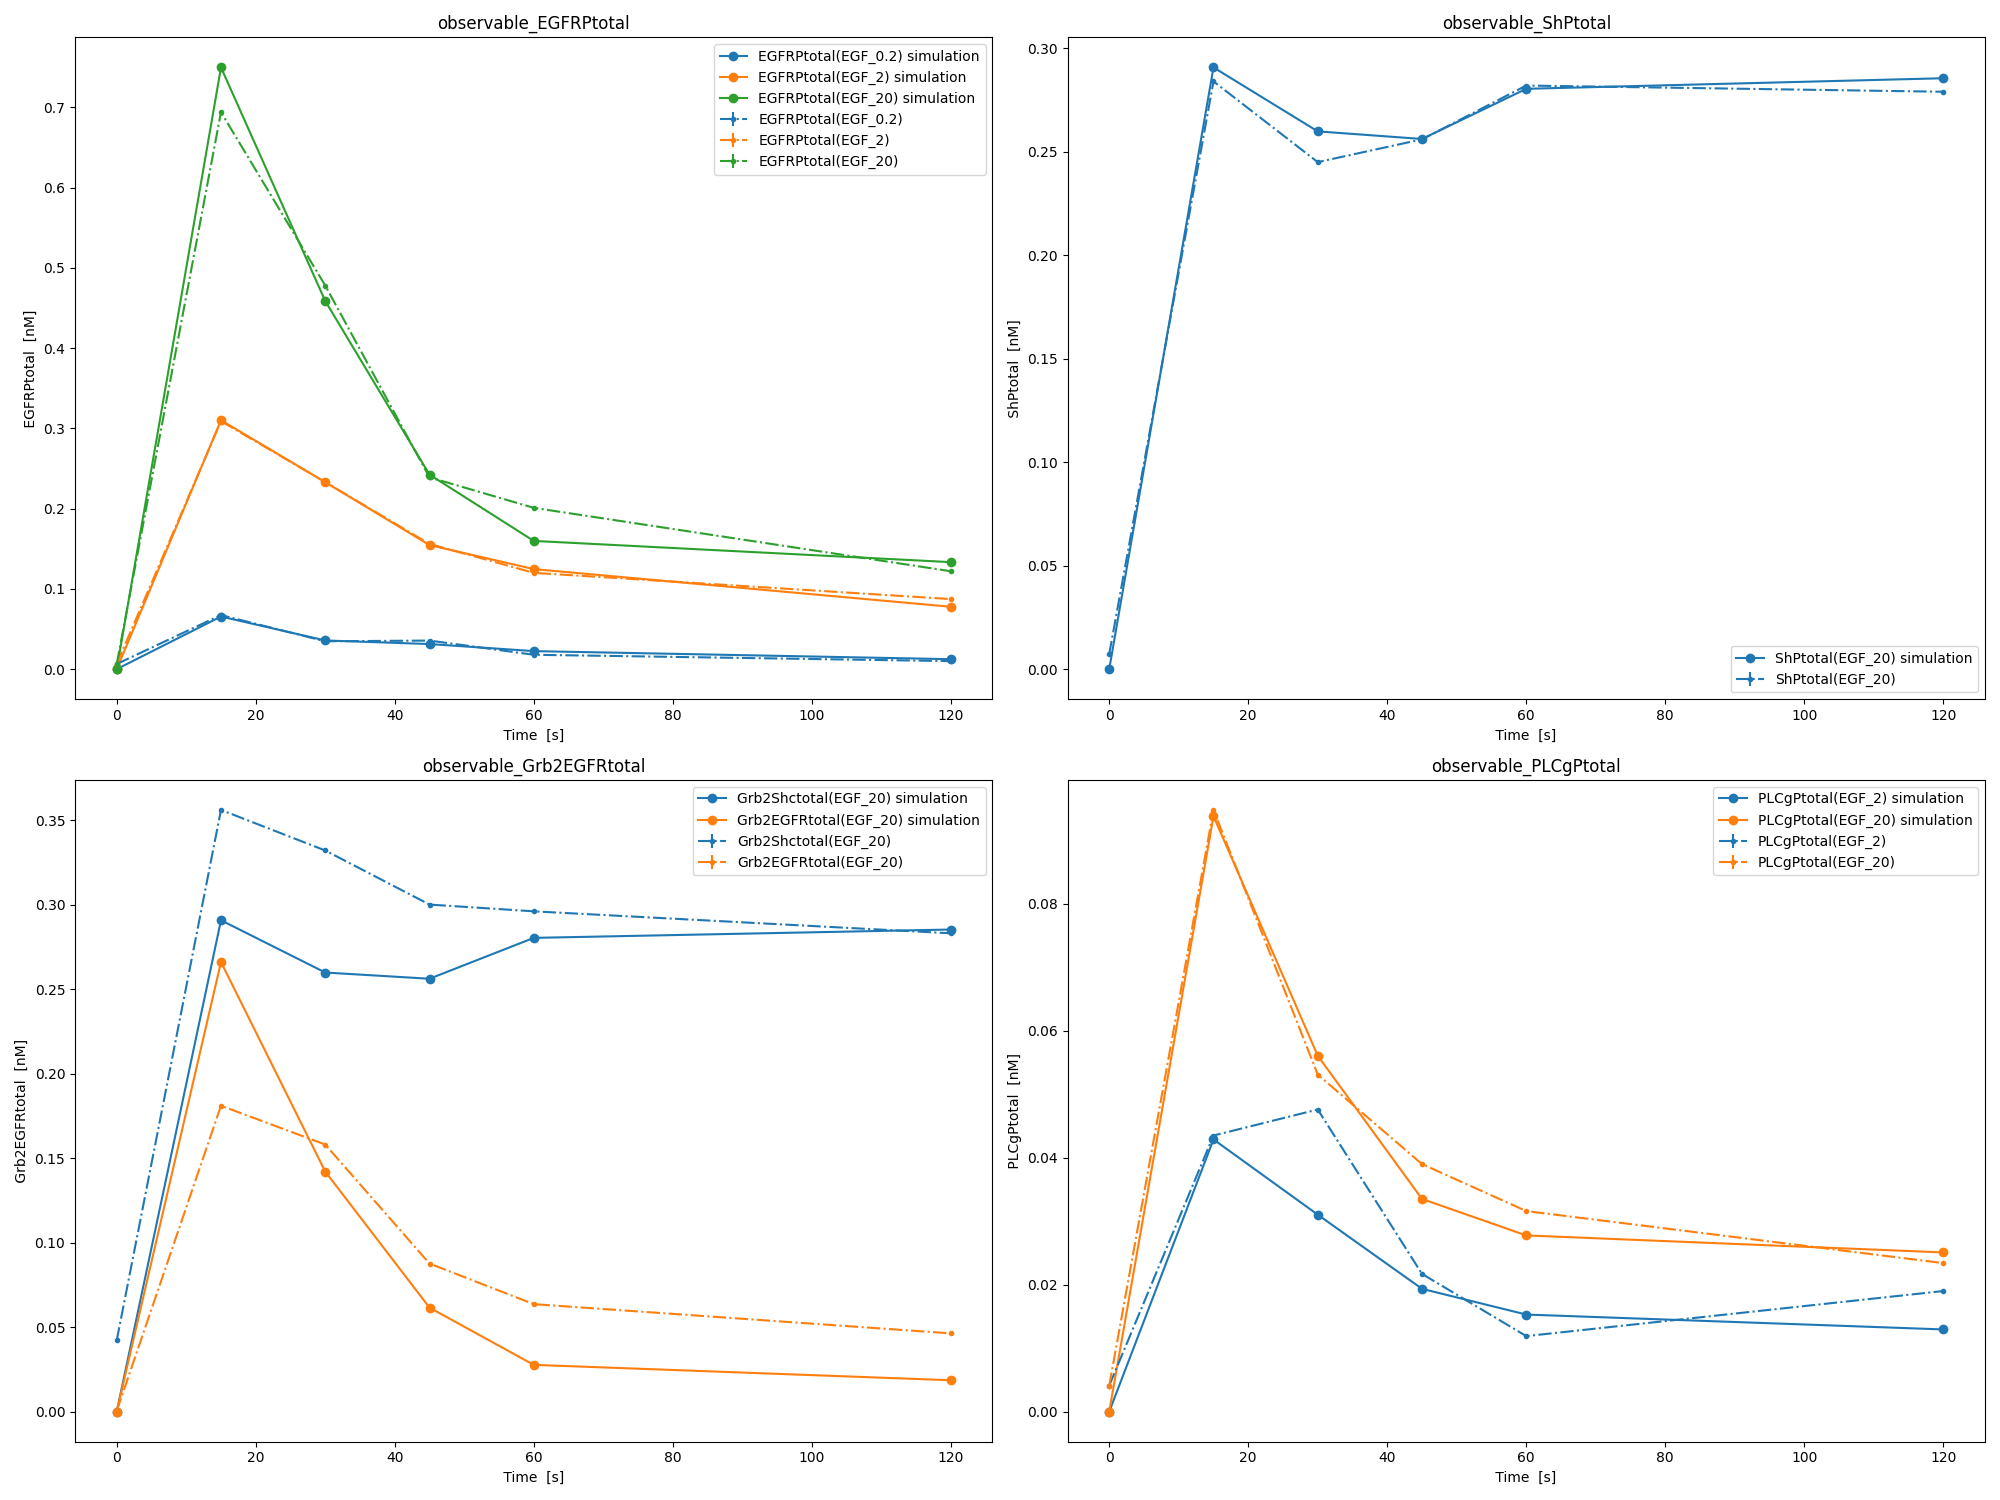 observable_EGFRPtotal
EGFRPtotal(EGF_0.2) simulation
EGFRPtotal(EGF_2) simulation
EGFRPtotal(EGF_20) simulation
EGFRPtotal(EGF_0.2)
EGFRPtotal(EGF_2)
EGFRPtotal(EGF_20)
EGFRPtotal [nM]
0.7
0.6
0.5
0.4
0.3
0.2
0.1
0.0
0 20 40 60 80 100 120
Time [s]
observable_ShPtotal
ShPtotal [nM]
0.30
0.25
0.20
0.15
0.10
0.05
0.00
ShPtotal(EGF_20) simulation
ShPtotal(EGF_20)
0 20 40 60 80 100 120
Time [s]
observable_Grb2EGFRtotal
Grb2Shctotal(EGF_20) simulation
Grb2EGFRtotal(EGF_20) simulation
Grb2Shctotal(EGF_20)
Grb2EGFRtotal(EGF_20)
Grb2EGFRtotal [nM]
0.35
0.30
0.25
0.20
0.15
0.10
0.05
0.00
0 20 40 60 80 100 120
Time [s]
observable_PLCgPtotal
PLCgPtotal(EGF_2) simulation
PLCgPtotal(EGF_20) simulation
PLCgPtotal(EGF_2)
PLCgPtotal(EGF_20)
PLCgPtotal [nM]
0.08
0.06
0.04
0.02
0.00
0 20 40 60 80 100 120
Time [s]